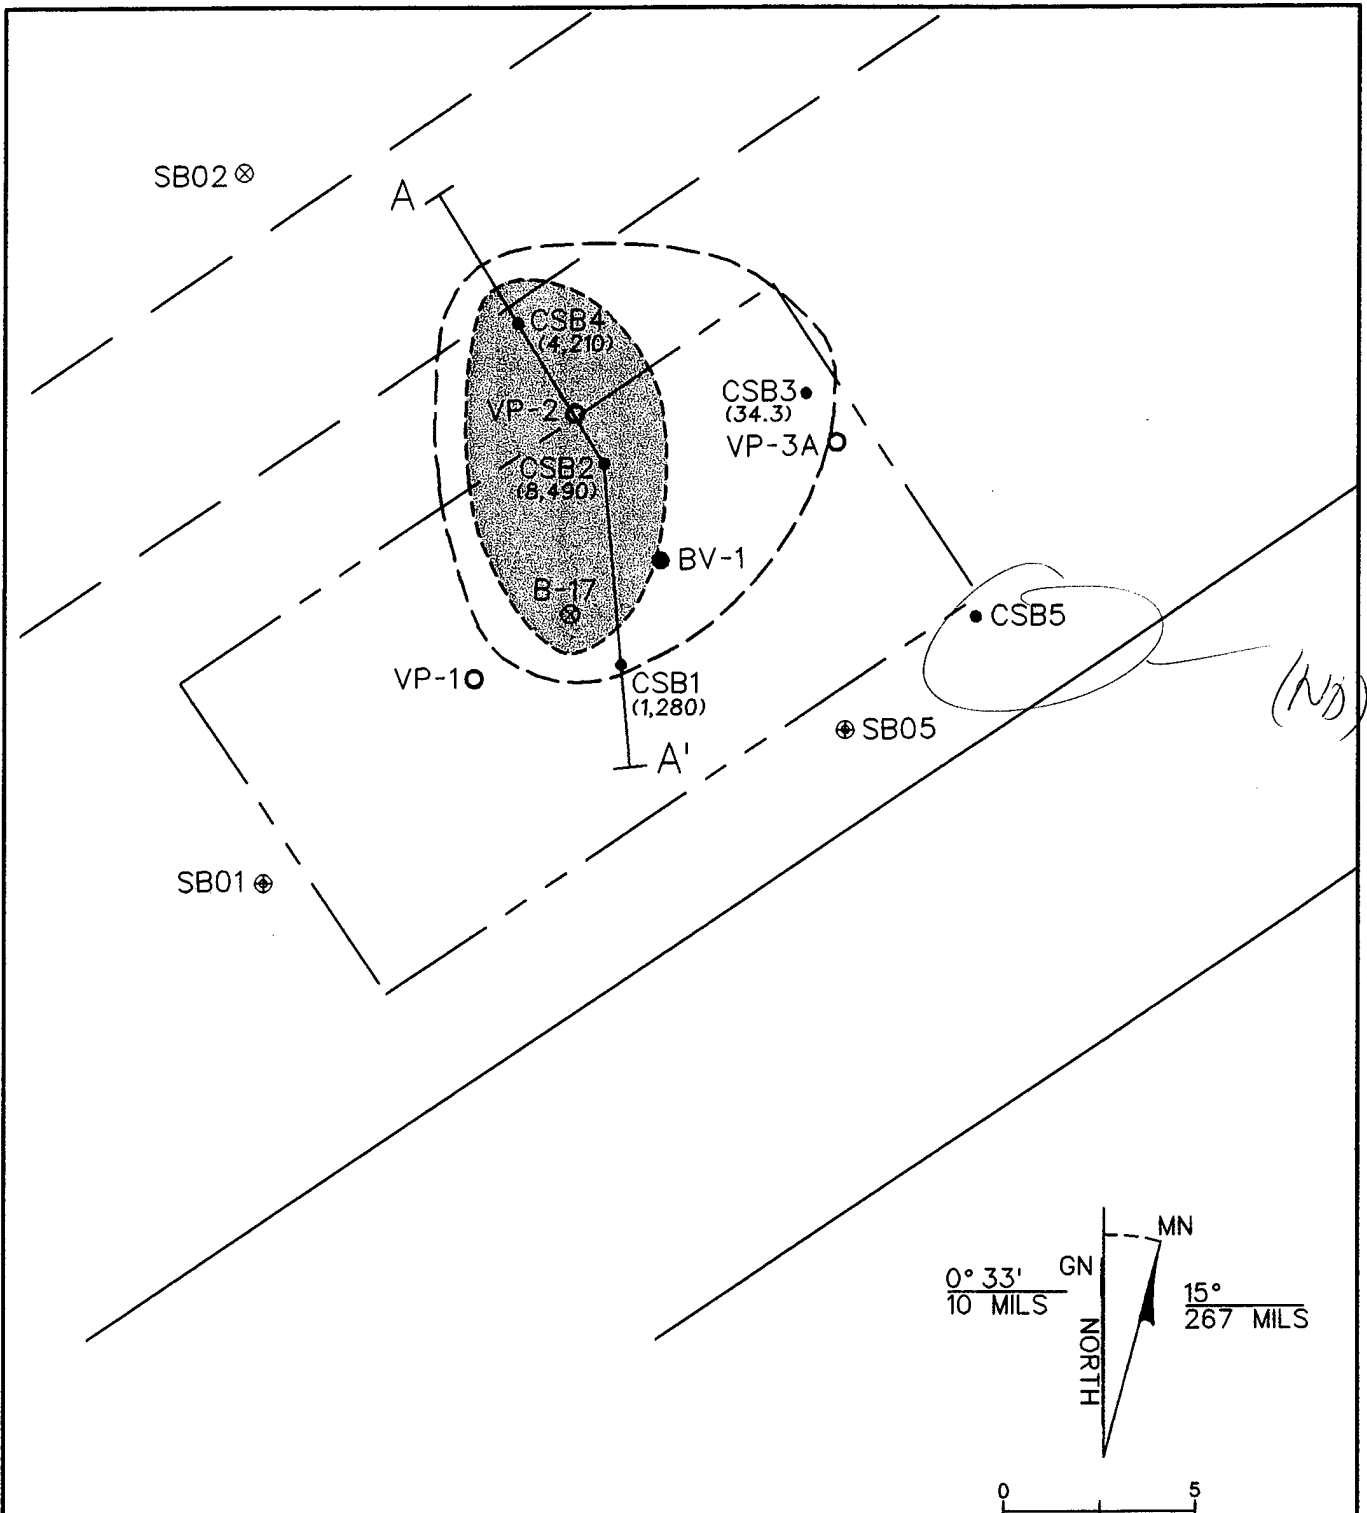 SB02
A
CSB4
(4,210)
VP-2
CSB3
(34.3)
VP-3A
CSB2
(8,490)
BV-1
B-17
CSB5
VP-1
CSB1
(1,280)
(ND)
SB05
A'
SB01
MN
GN
0° 33'
10 MILS
15°
267 MILS
NORTH
0 5